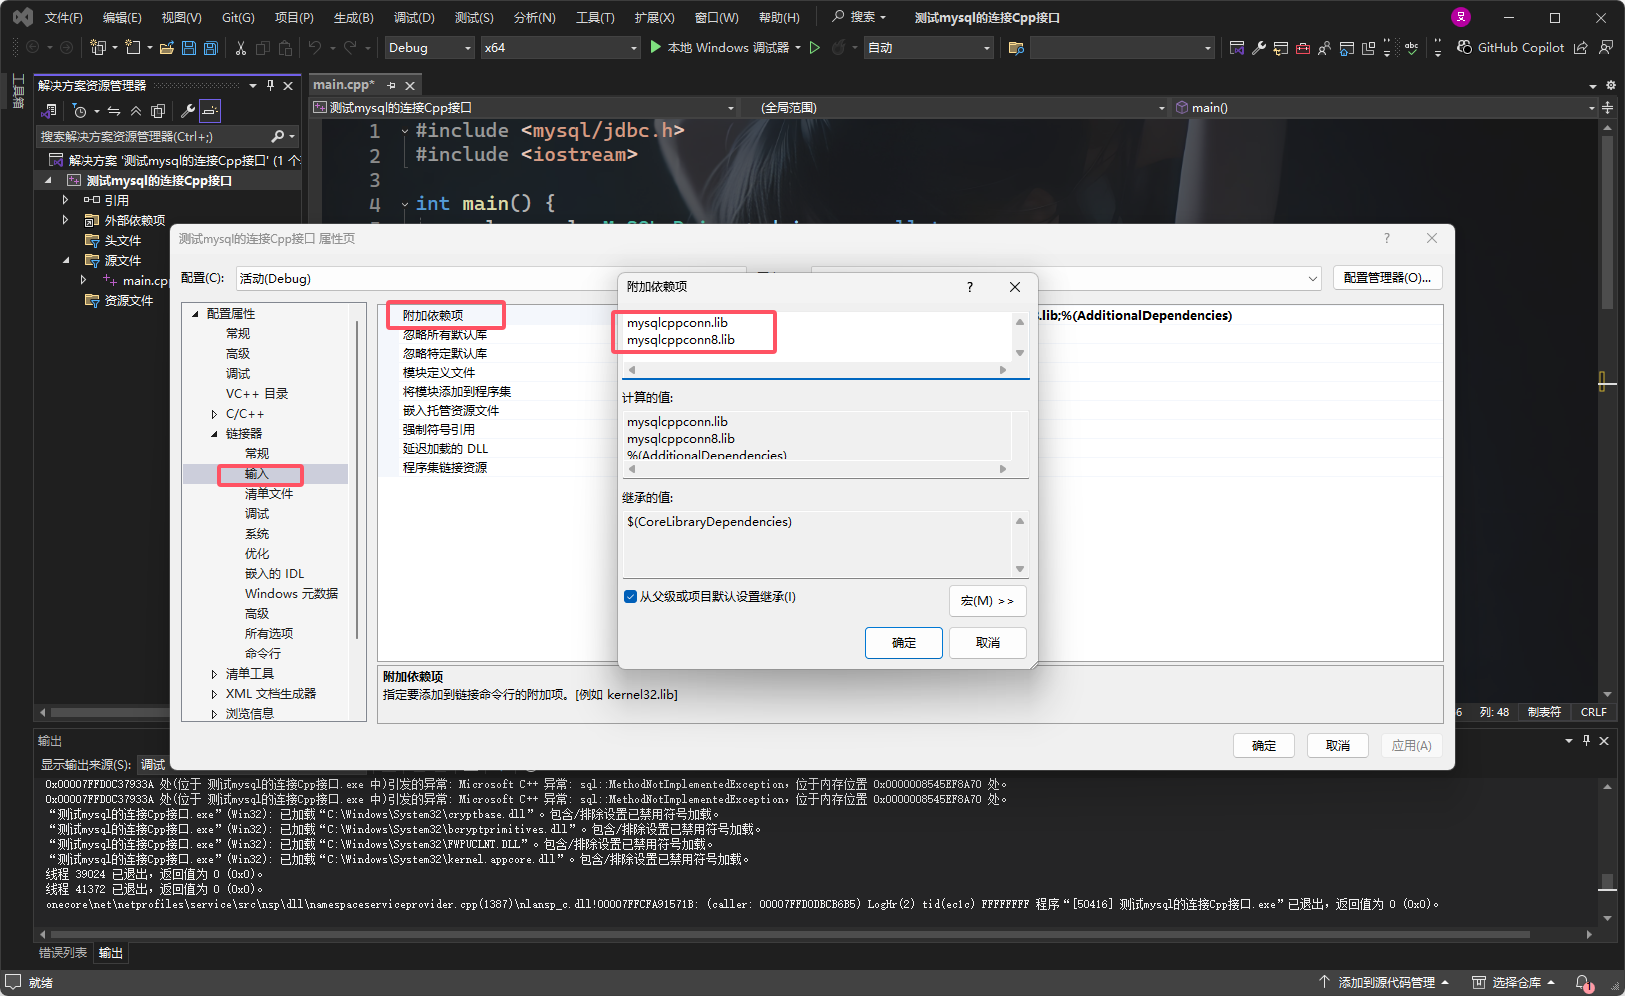 文件(F) 编辑(E) 视图(V) Git(G) 项目(P) 生成(B) 调试(D) 测试(S) 分析(N) 工具(T) 扩展(X) 窗口(W) 帮助(H) 搜索 测试mysql的连接Cpp接口
Debug x64 本地 Windows 调试器 自动 GitHub Copilot
工具箱
解决方案资源管理器
搜索解决方案资源管理器(Ctrl+;)
解决方案 '测试mysql的连接Cpp接口' (1 个
测试mysql的连接Cpp接口
引用
外部依赖项
头文件
源文件
main.cpp
资源文件
main.cpp*
测试mysql的连接Cpp接口 (全局范围) main()
1 #include <mysql/jdbc.h>
2 #include <iostream>
3
4 int main() {
测试mysql的连接Cpp接口 属性页
配置(C): 活动(Debug) 配置管理器(O)...
配置属性
常规
高级
调试
VC++ 目录
C/C++
链接器
常规
输入
清单文件
调试
系统
优化
嵌入的 IDL
Windows 元数据
高级
所有选项
命令行
清单工具
XML 文档生成器
浏览信息
附加依赖项 .lib;%(AdditionalDependencies)
忽略所有默认库
忽略特定默认库
模块定义文件
将模块添加到程序集
嵌入托管资源文件
强制符号引用
延迟加载的 DLL
程序集链接资源
附加依赖项
指定要添加到链接命令行的附加项。[例如 kernel32.lib]
确定 取消 应用(A)
附加依赖项
mysqlcppconn.lib
mysqlcppconn8.lib
计算的值:
mysqlcppconn.lib
mysqlcppconn8.lib
%(AdditionalDependencies)
继承的值:
$(CoreLibraryDependencies)
从父级或项目默认设置继承(I)
宏(M) >>
确定 取消
6 列: 48 制表符 CRLF
输出
显示输出来源(S): 调试
0x00007FFD0C37933A 处(位于 测试mysql的连接Cpp接口.exe 中)引发的异常: Microsoft C++ 异常: sql::MethodNotImplementedException，位于内存位置 0x0000008545EF8A70 处。
0x00007FFD0C37933A 处(位于 测试mysql的连接Cpp接口.exe 中)引发的异常: Microsoft C++ 异常: sql::MethodNotImplementedException，位于内存位置 0x0000008545EF8A70 处。
“测试mysql的连接Cpp接口.exe”(Win32): 已加载“C:\Windows\System32\cryptbase.dll”。包含/排除设置已禁用符号加载。
“测试mysql的连接Cpp接口.exe”(Win32): 已加载“C:\Windows\System32\bcryptprimitives.dll”。包含/排除设置已禁用符号加载。
“测试mysql的连接Cpp接口.exe”(Win32): 已加载“C:\Windows\System32\FWPUCLNT.DLL”。包含/排除设置已禁用符号加载。
“测试mysql的连接Cpp接口.exe”(Win32): 已加载“C:\Windows\System32\kernel.appcore.dll”。包含/排除设置已禁用符号加载。
线程 39024 已退出，返回值为 0 (0x0)。
线程 41372 已退出，返回值为 0 (0x0)。
onecore\net\netprofiles\service\src\nsp\dll\namespaceserviceprovider.cpp(1387)\nlansp_c.dll!00007FFCFA91571B: (caller: 00007FFD0DBCB6B5) LogHr(2) tid(ec1c) FFFFFFFF 程序“[50416] 测试mysql的连接Cpp接口.exe”已退出，返回值为 0 (0x0)。
错误列表 输出
就绪 添加到源代码管理 选择仓库 1